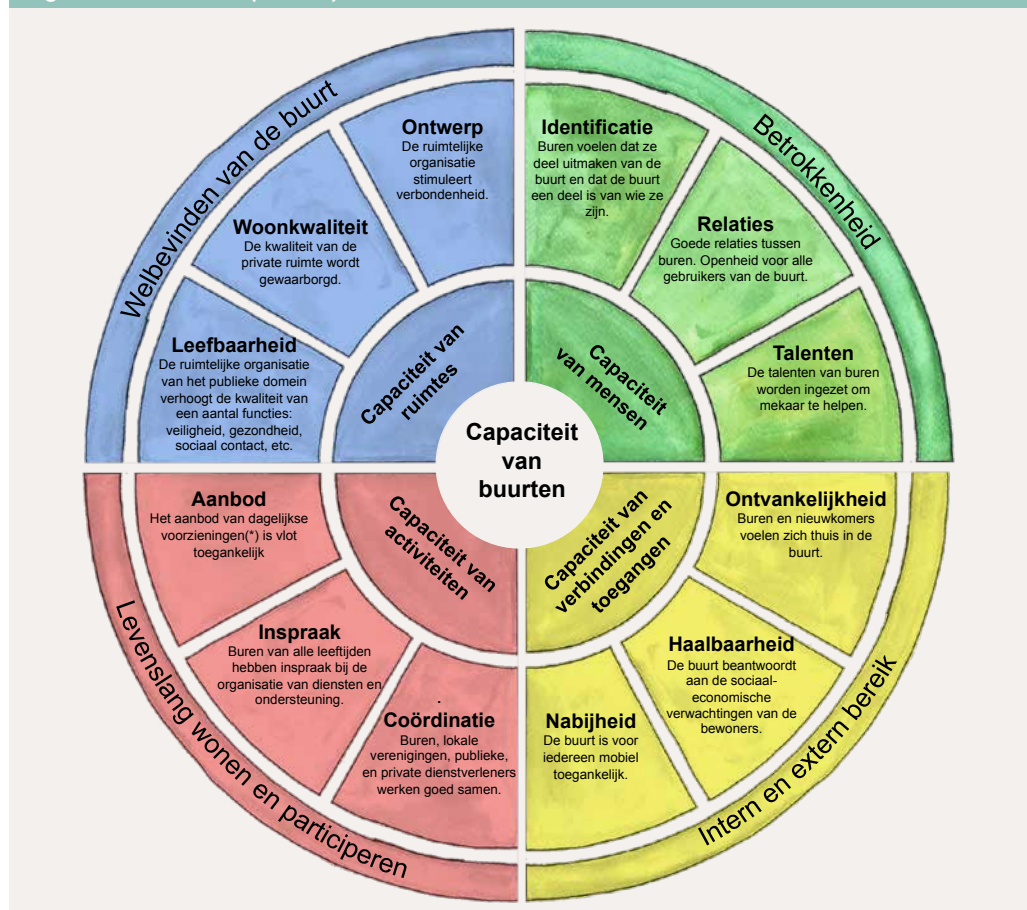 Welbevinden van de buurt
Ontwerp
De ruimtelijke
organisatie
stimuleert
verbondenheid.
Woonkwaliteit
De kwaliteit van de
private ruimte wordt
gewaarborgd.
Leefbaarheid
De ruimtelijke organisatie
van het publieke domein
verhoogt de kwaliteit van
een aantal functies:
veiligheid, gezondheid,
sociaal contact, etc.
Capaciteit van
ruimtes
Betrokkenheid
Identificatie
Buren voelen dat ze
deel uitmaken van de
buurt en dat de buurt
een deel is van wie ze
zijn.
Relaties
Goede relaties tussen
buren. Openheid voor alle
gebruikers van de buurt.
Talenten
De talenten van buren
worden ingezet om
mekaar te helpen.
Capaciteit
van mensen
Capaciteit
van
buurten
Aanbod
Het aanbod van dagelijkse
voorzieningen(*) is vlot
toegankelijk
Inspraak
Buren van alle leeftijden
hebben inspraak bij de
organisatie van diensten en
ondersteuning.
.
Coördinatie
Buren, lokale
verenigingen, publieke,
en private dienstverleners
werken goed samen.
Capaciteit van
activiteiten
Levenslang wonen en participeren
Capaciteit van
verbindingen en
toegangen
Ontvankelijkheid
Buren en nieuwkomers
voelen zich thuis in de
buurt.
Haalbaarheid
De buurt beantwoordt
aan de sociaal-
economische
verwachtingen van de
bewoners.
Nabijheid
De buurt is voor
iedereen mobiel
toegankelijk.
Intern en extern bereik